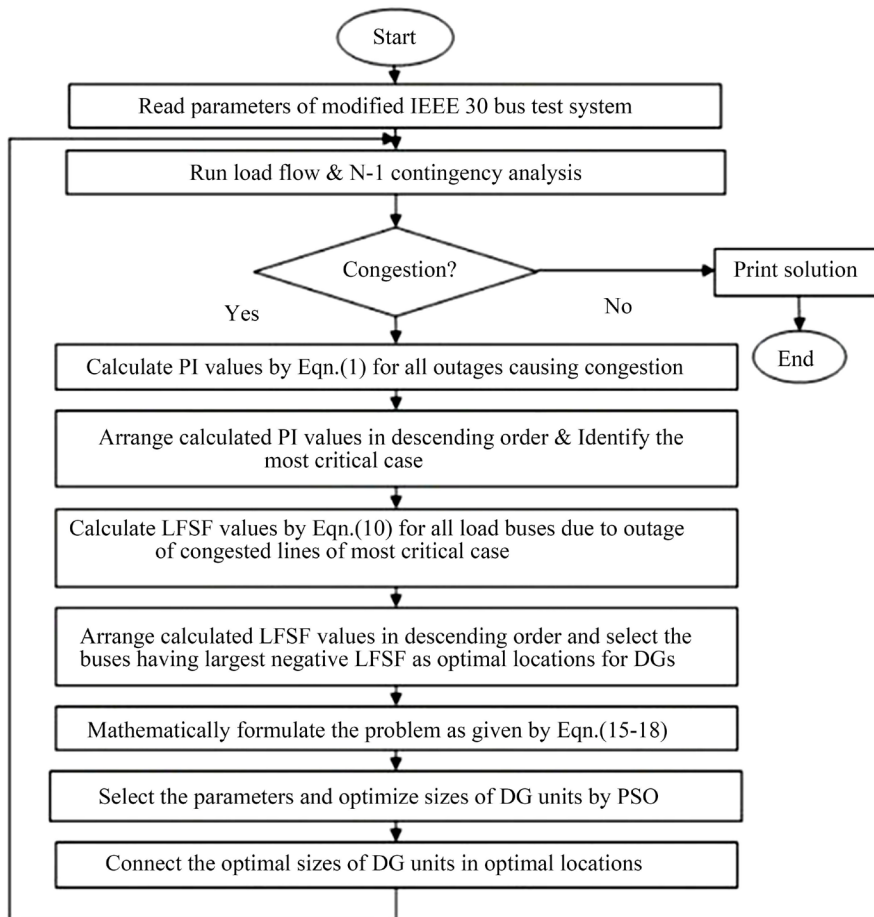 Start
Read parameters of modified IEEE 30 bus test system
Run load flow & N-1 contingency analysis
Congestion?
Print solution
Yes
No
End
Calculate PI values by Eqn.(1) for all outages causing congestion
Arrange calculated PI values in descending order & Identify the
most critical case
Calculate LFSF values by Eqn.(10) for all load buses due to outage
of congested lines of most critical case
Arrange calculated LFSF values in descending order and select the
buses having largest negative LFSF as optimal locations for DGs
Mathematically formulate the problem as given by Eqn.(15-18)
Select the parameters and optimize sizes of DG units by PSO
Connect the optimal sizes of DG units in optimal locations